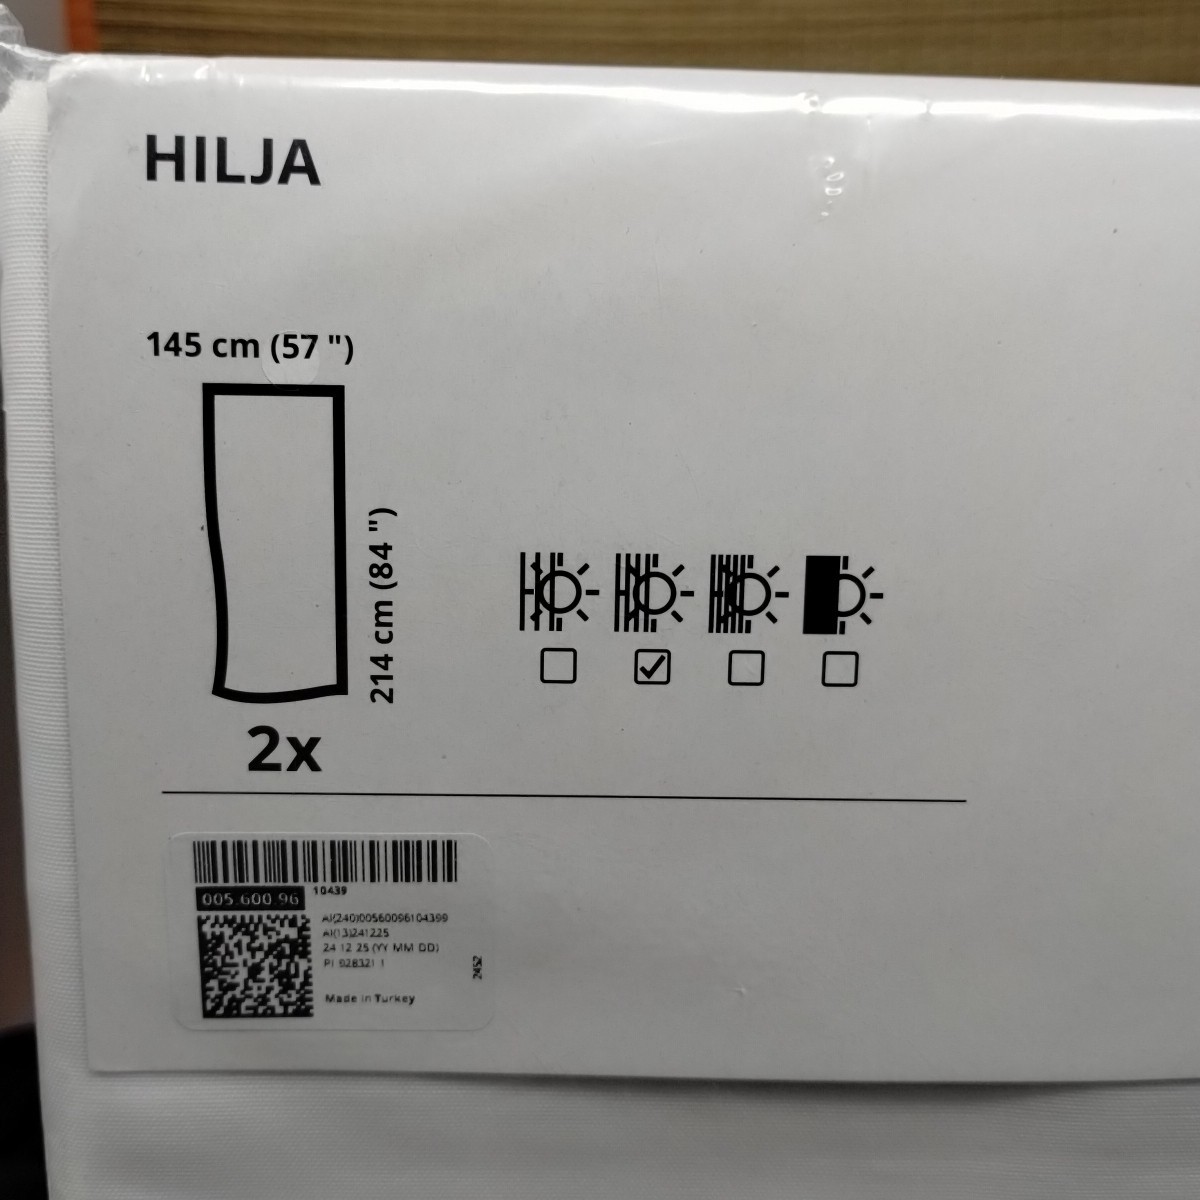 HILJA
145 cm (57 ")
214 cm (84 ")
2x
005.600.96
10439
AI(240)00560096104399
AI(13)241225
24 12 25 (YY MM DD)
PI 928321 1
2452
Made in Turkey